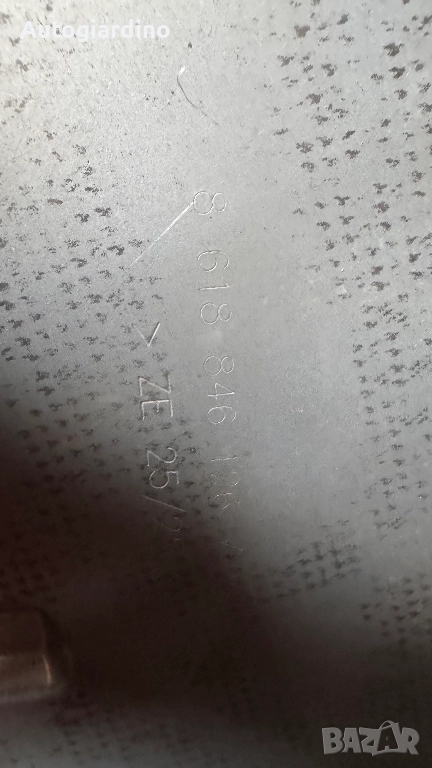 Autogiardino
8 618 846
> ZE 25/
BAZAR